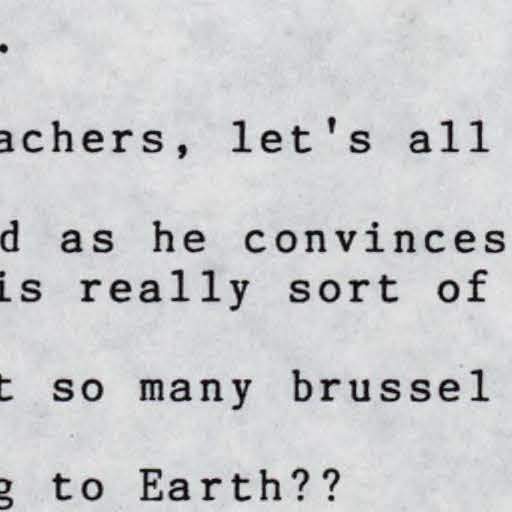 .
achers, let's all
d as he convinces
is really sort of
t so many brussel
g to Earth??